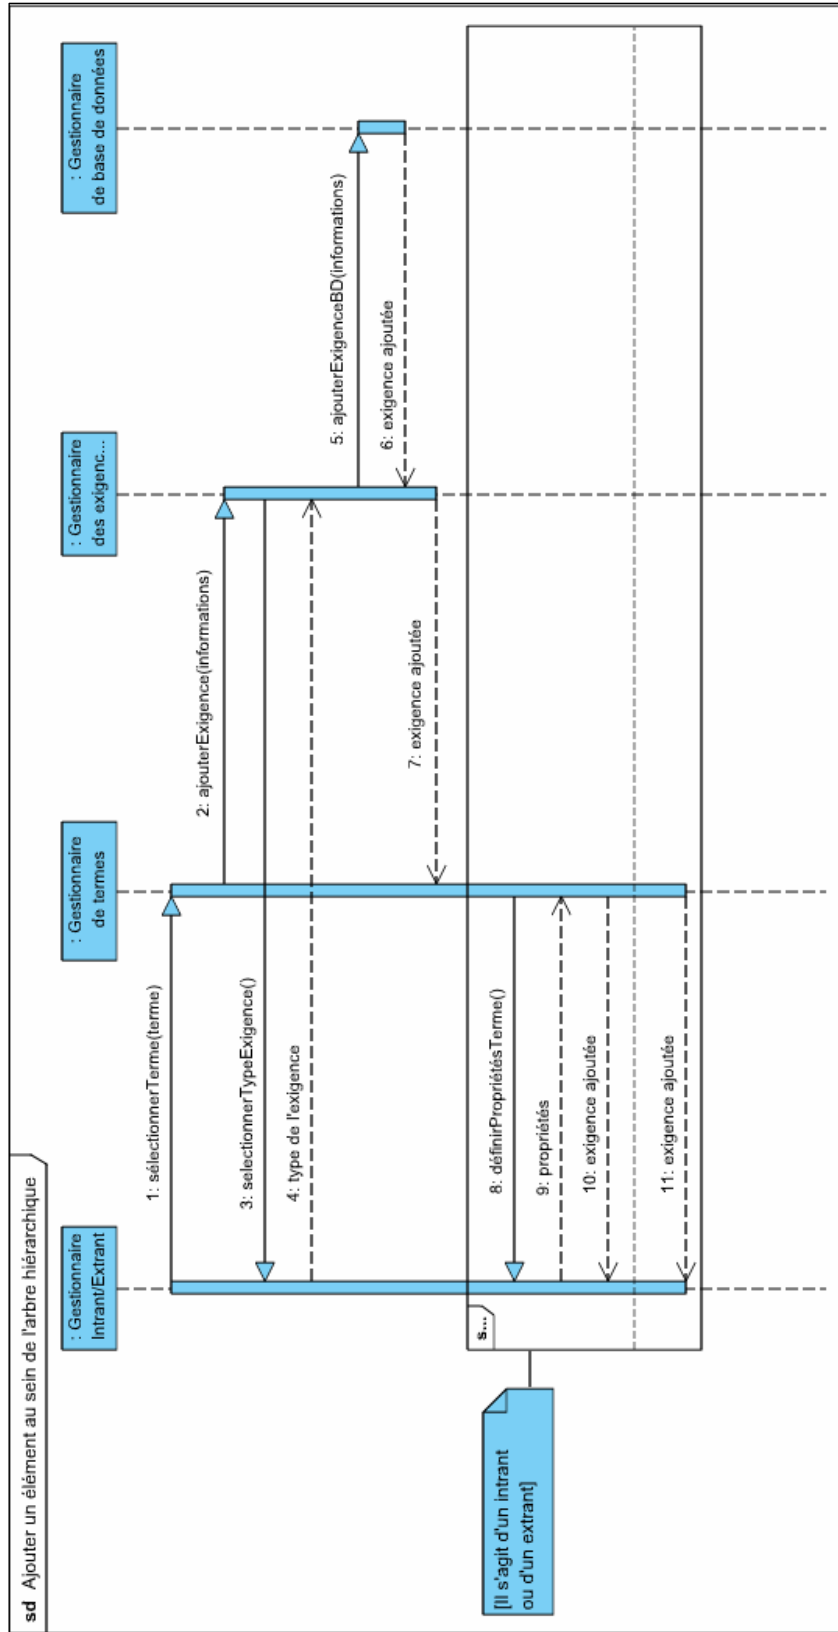 sd Ajouter un élément au sein de l'arbre hiérarchique
: Gestionnaire
Intrant/Extrant
: Gestionnaire
de termes
: Gestionnaire
des exigenc...
: Gestionnaire
de base de données
1: sélectionnerTerme(terme)
2: ajouterExigence(informations)
3: selectionnerTypeExigence()
4: type de l'exigence
5: ajouterExigenceBD(informations)
6: exigence ajoutée
7: exigence ajoutée
s...
[Il s'agit d'un intrant
ou d'un extrant]
8: définirPropriétésTerme()
9: propriétés
10: exigence ajoutée
11: exigence ajoutée